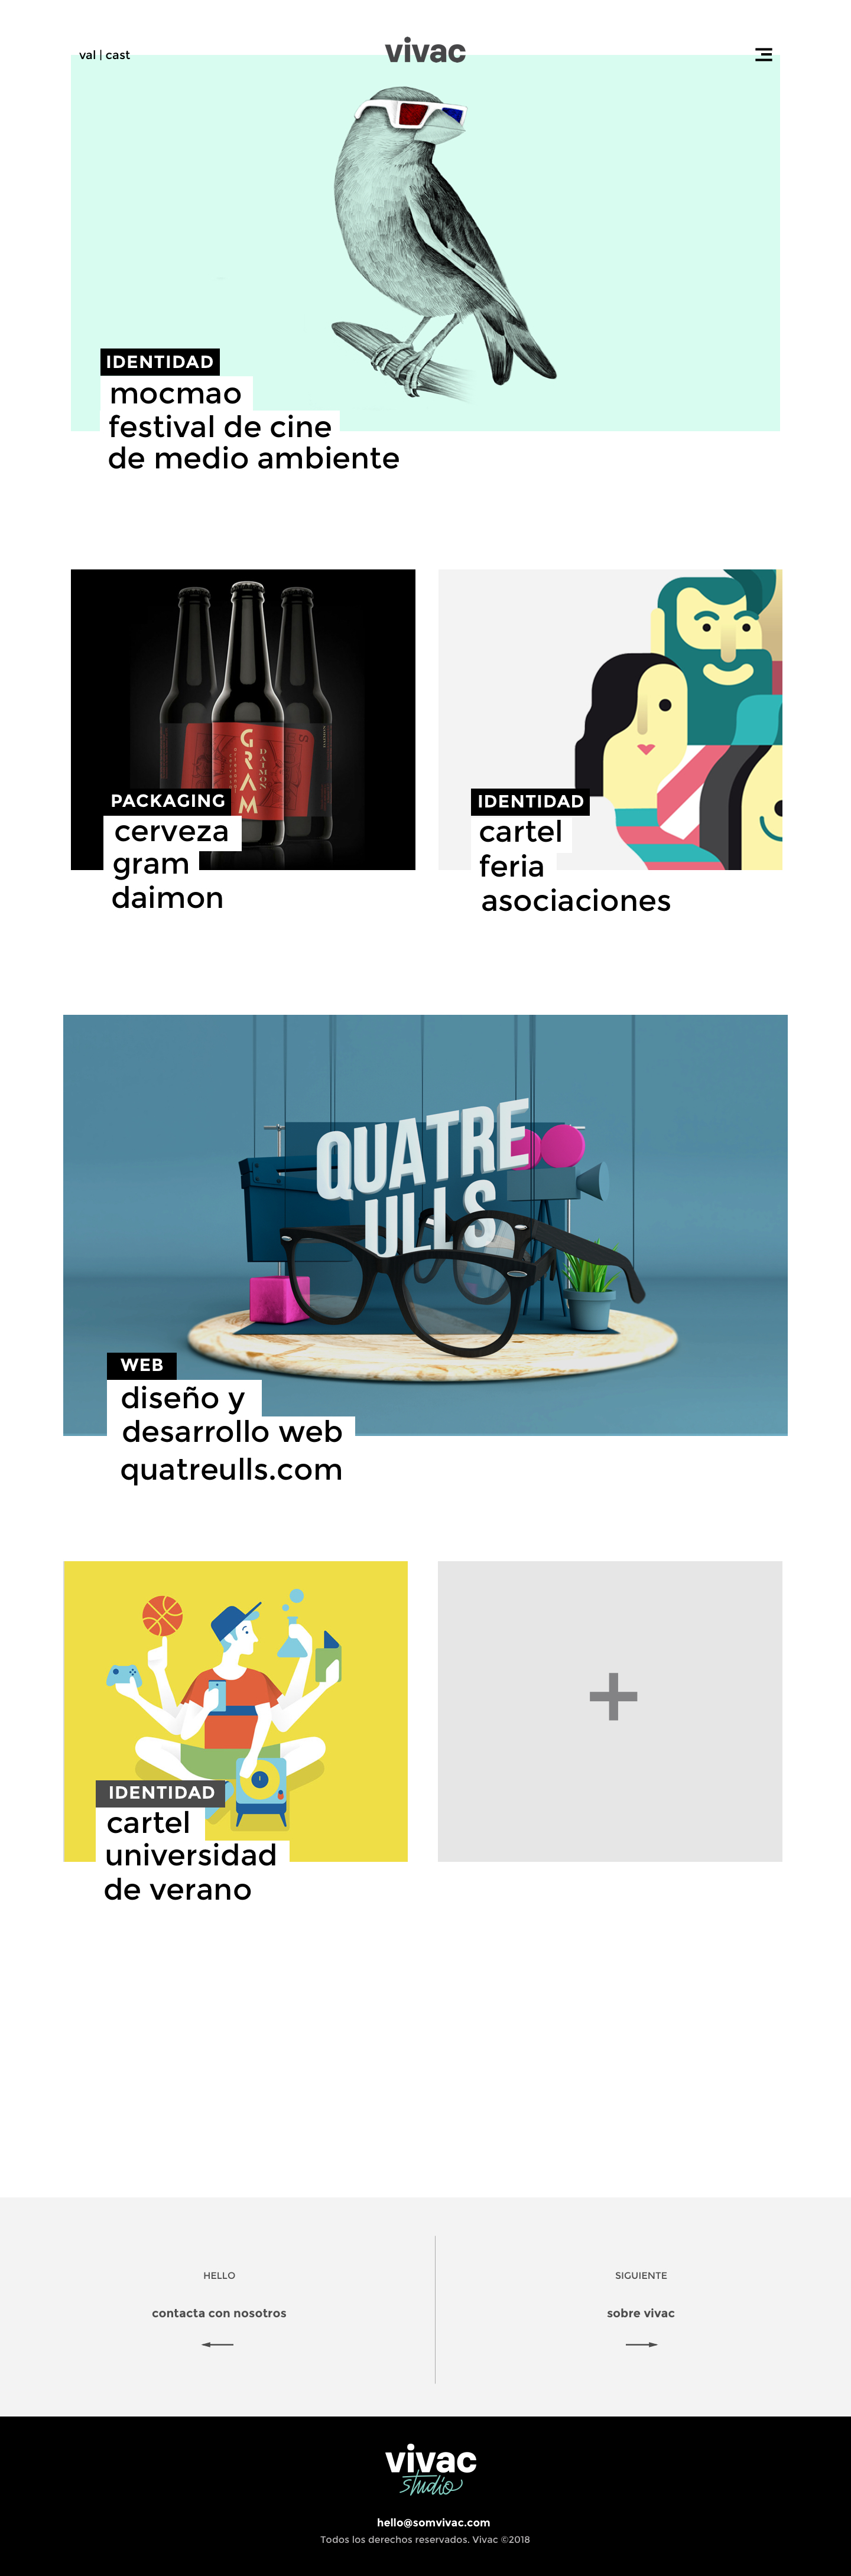 val | cast
vivac
IDENTIDAD
mocmao
festival de cine
de medio ambiente
GRAM
DAIMON
PACKAGING
cerveza
gram
daimon
IDENTIDAD
cartel
feria
asociaciones
QUATRE
ULLS
WEB
diseño y
desarrollo web
quatreulls.com
IDENTIDAD
cartel
universidad
de verano
HELLO
contacta con nosotros
SIGUIENTE
sobre vivac
vivac
studio
hello@somvivac.com
Todos los derechos reservados. Vivac ©2018